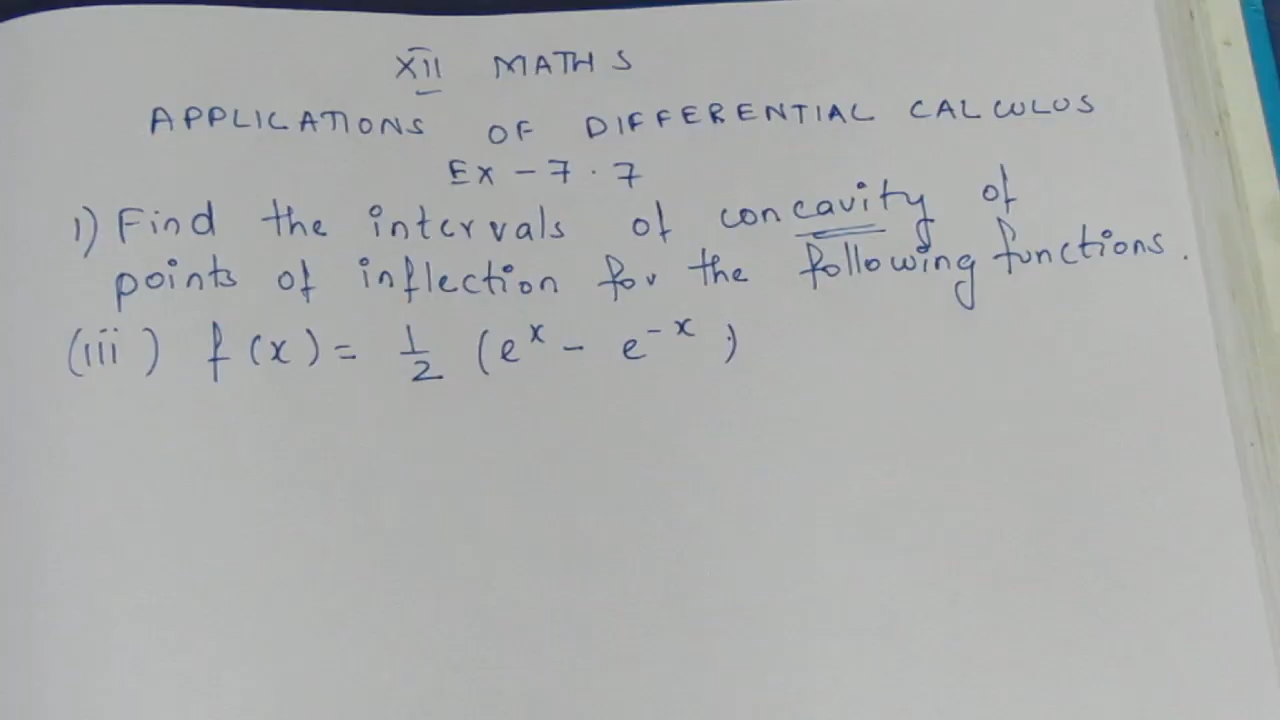 XII MATHS
APPLICATIONS OF DIFFERENTIAL CALCULUS
Ex - 7.7
1) Find the intervals of concavity of
points of inflection for the following functions.
(iii) f(x) = 1/2 (e^x - e^-x)